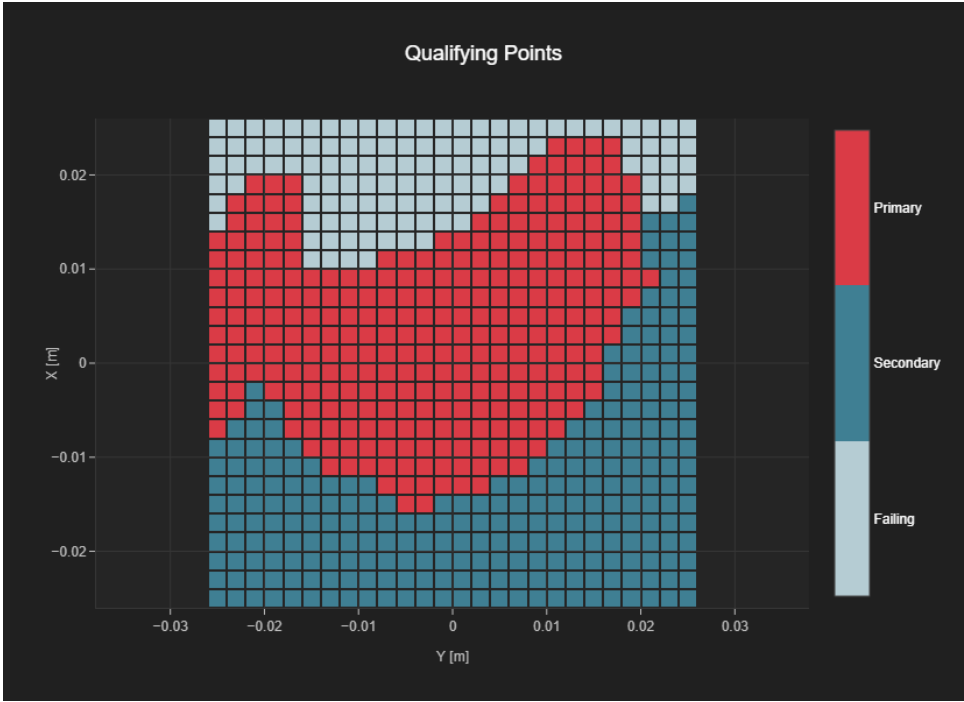 Qualifying Points
0.02
0.01
0
−0.01
−0.02
X [m]
−0.03
−0.02
−0.01
0
0.01
0.02
0.03
Y [m]
Primary
Secondary
Failing